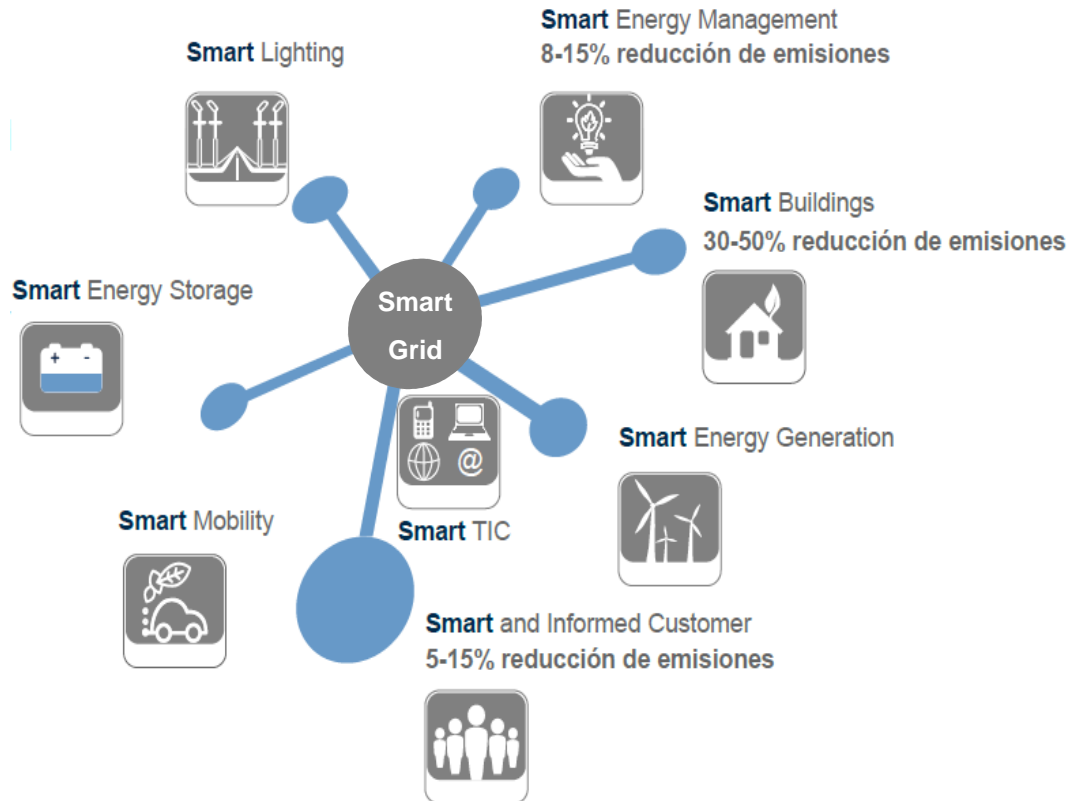 Smart Energy Management
8-15% reducción de emisiones
Smart Lighting
Smart Buildings
30-50% reducción de emisiones
Smart Energy Storage
Smart
Grid
+ -
@
Smart Energy Generation
Smart Mobility
Smart TIC
Smart and Informed Customer
5-15% reducción de emisiones